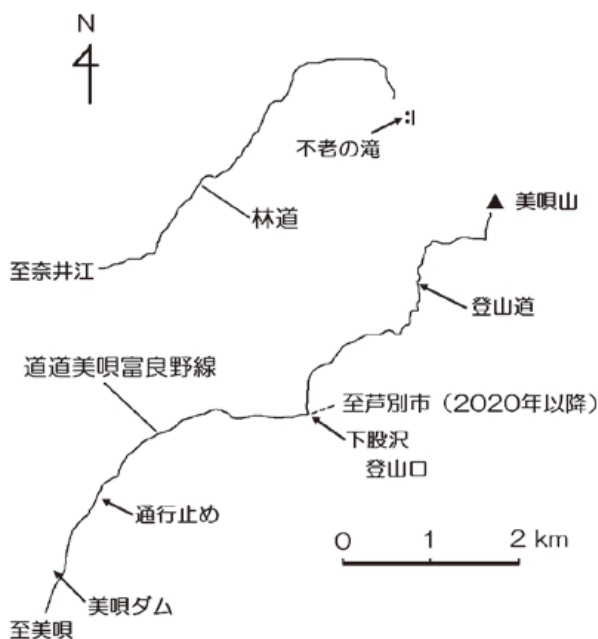 N
不老の滝
美唄山
林道
至奈井江
登山道
道道美唄富良野線
至芦別市（2020年以降）
下股沢
登山口
通行止め
0 1 2 km
美唄ダム
至美唄